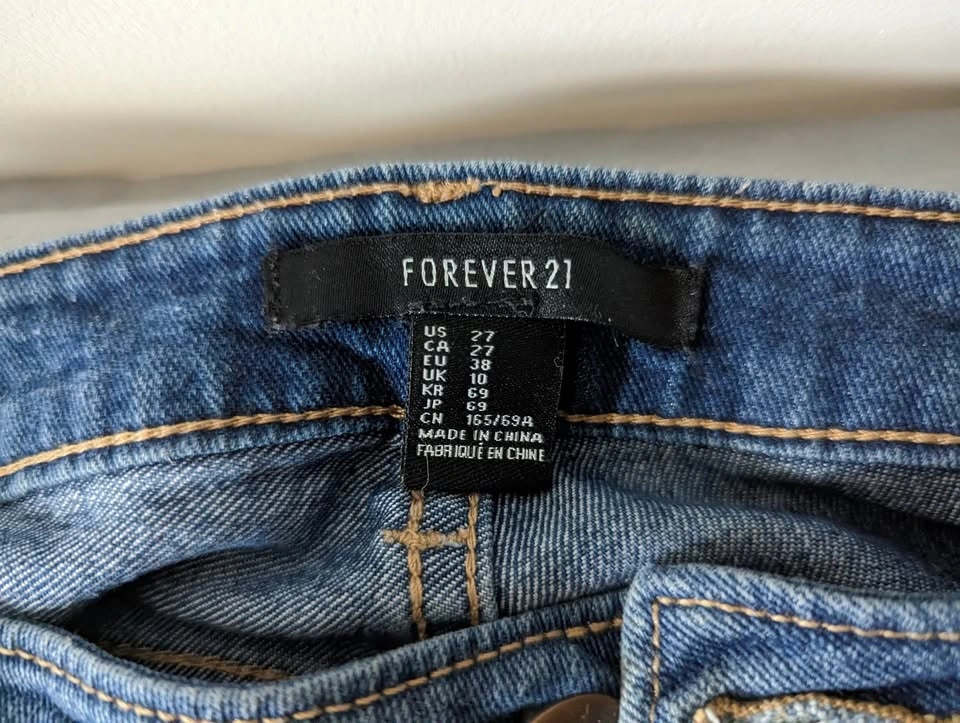 FOREVER 21
US 27
CA 27
EU 38
UK 10
KR 69
JP 69
CN 165/69A
MADE IN CHINA
FABRIQUÉ EN CHINE